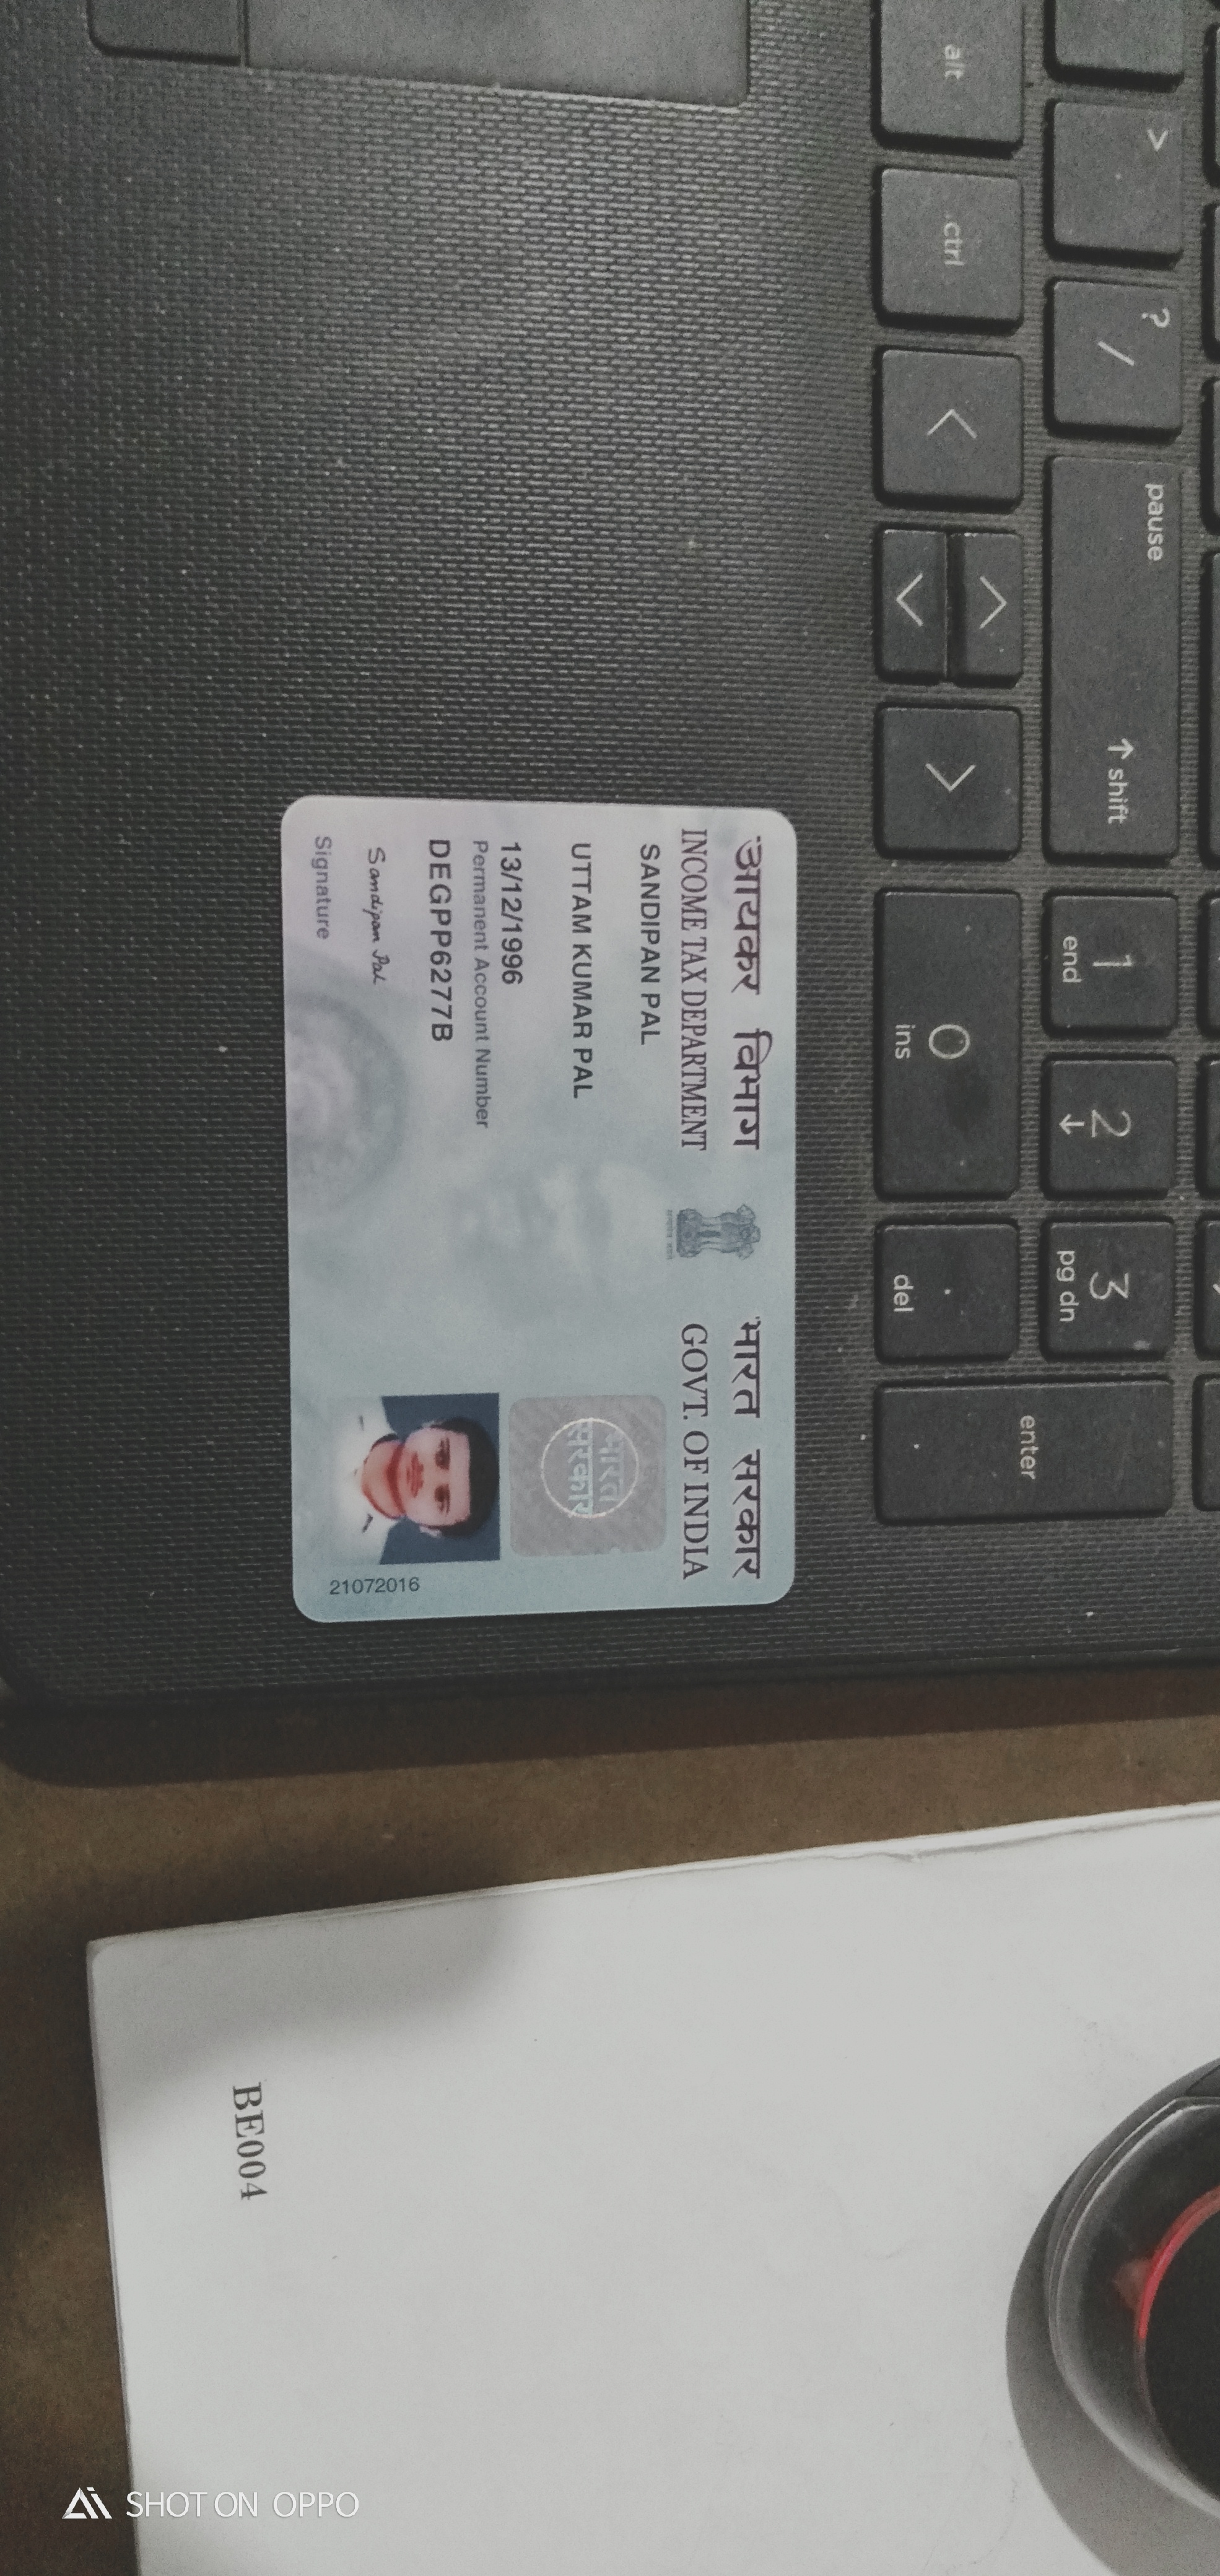 आयकर विभाग
INCOME TAX DEPARTMENT
भारत सरकार
GOVT. OF INDIA
SANDIPAN PAL
UTTAM KUMAR PAL
13/12/1996
Permanent Account Number
DEGPP6277B
Sandipan Pal
Signature
भारत
सरकार
21072016
alt
ctrl
>
?
/
pause
↑ shift
1
end
2
↓
3
pg dn
0
ins
.
del
enter
BE004
SHOT ON OPPO